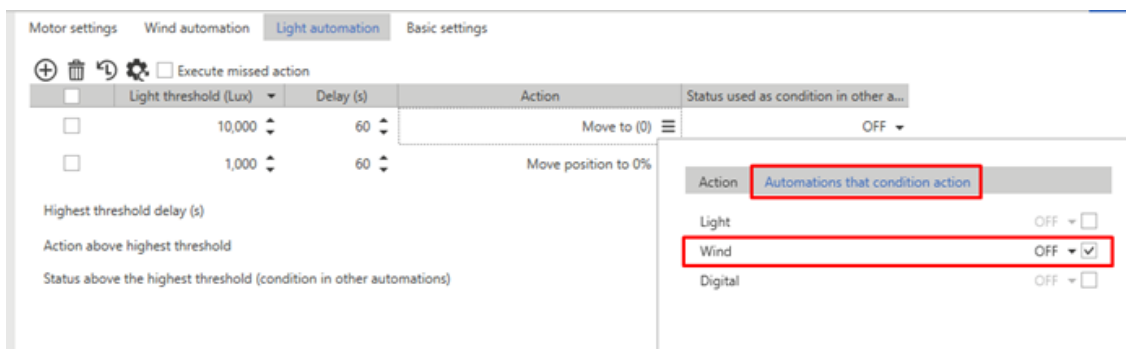 Motor settings Wind automation Light automation Basic settings
Execute missed action
Light threshold (Lux) Delay (s) Action Status used as condition in other a...
10,000 60 Move to (0) OFF
1,000 60 Move position to 0%
Action Automations that condition action
Highest threshold delay (s)
Light OFF
Action above highest threshold
Wind OFF
Status above the highest threshold (condition in other automations)
Digital OFF